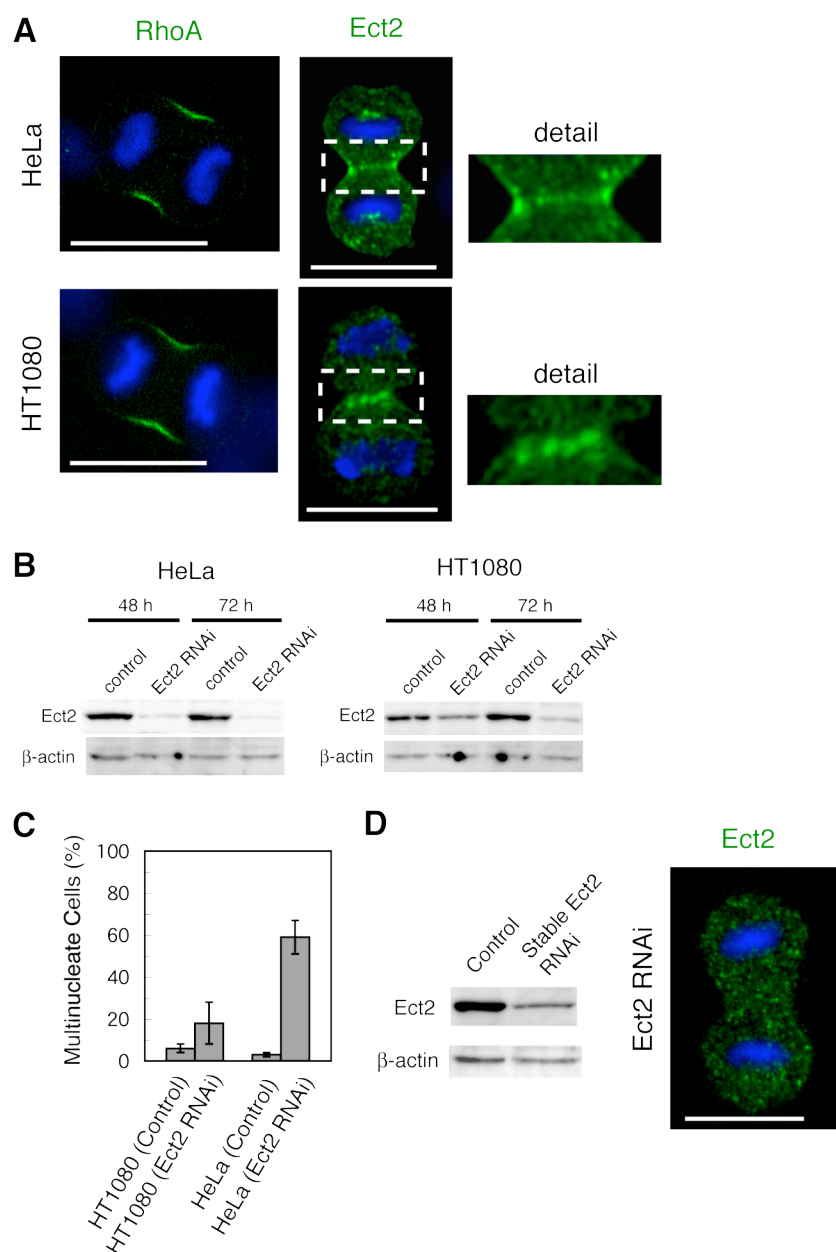 A
RhoA
Ect2
HeLa
detail
HT1080
detail
B
HeLa
48 h
72 h
control
Ect2 RNAi
control
Ect2 RNAi
Ect2
β-actin
HT1080
48 h
72 h
control
Ect2 RNAi
control
Ect2 RNAi
Ect2
β-actin
C
Multinucleate Cells (%)
100
80
60
40
20
0
HT1080 (Control)
HT1080 (Ect2 RNAi)
HeLa (Control)
HeLa (Ect2 RNAi)
D
Control
Stable Ect2
RNAi
Ect2
β-actin
Ect2
Ect2 RNAi